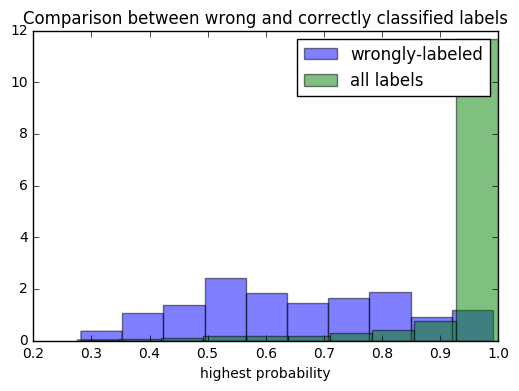 Comparison between wrong and correctly classified labels
12
10
8
6
4
2
0
wrongly-labeled
all labels
0.2 0.3 0.4 0.5 0.6 0.7 0.8 0.9 1.0
highest probability